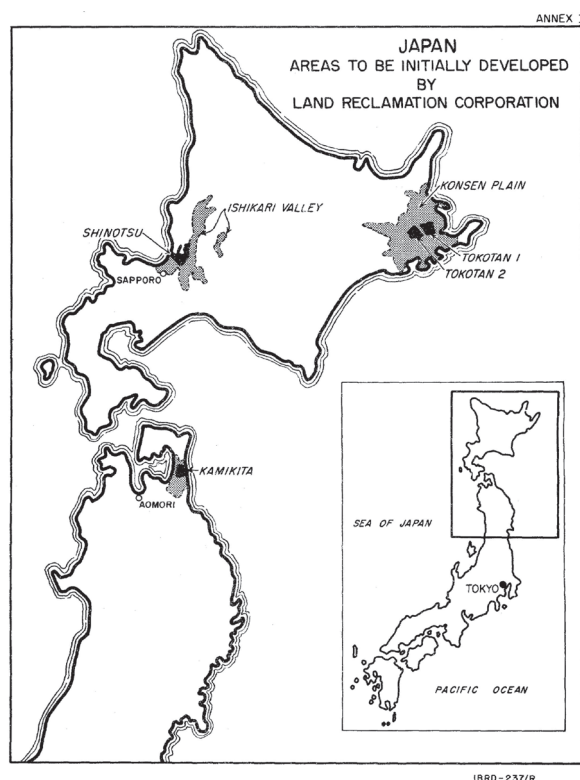 ANNEX
JAPAN
AREAS TO BE INITIALLY DEVELOPED
BY
LAND RECLAMATION CORPORATION
KONSEN PLAIN
ISHIKARI VALLEY
SHINOTSU
TOKOTAN 1
TOKOTAN 2
SAPPORO
KAMIKITA
AOMORI
SEA OF JAPAN
TOKYO
PACIFIC OCEAN
IBRD-237/R